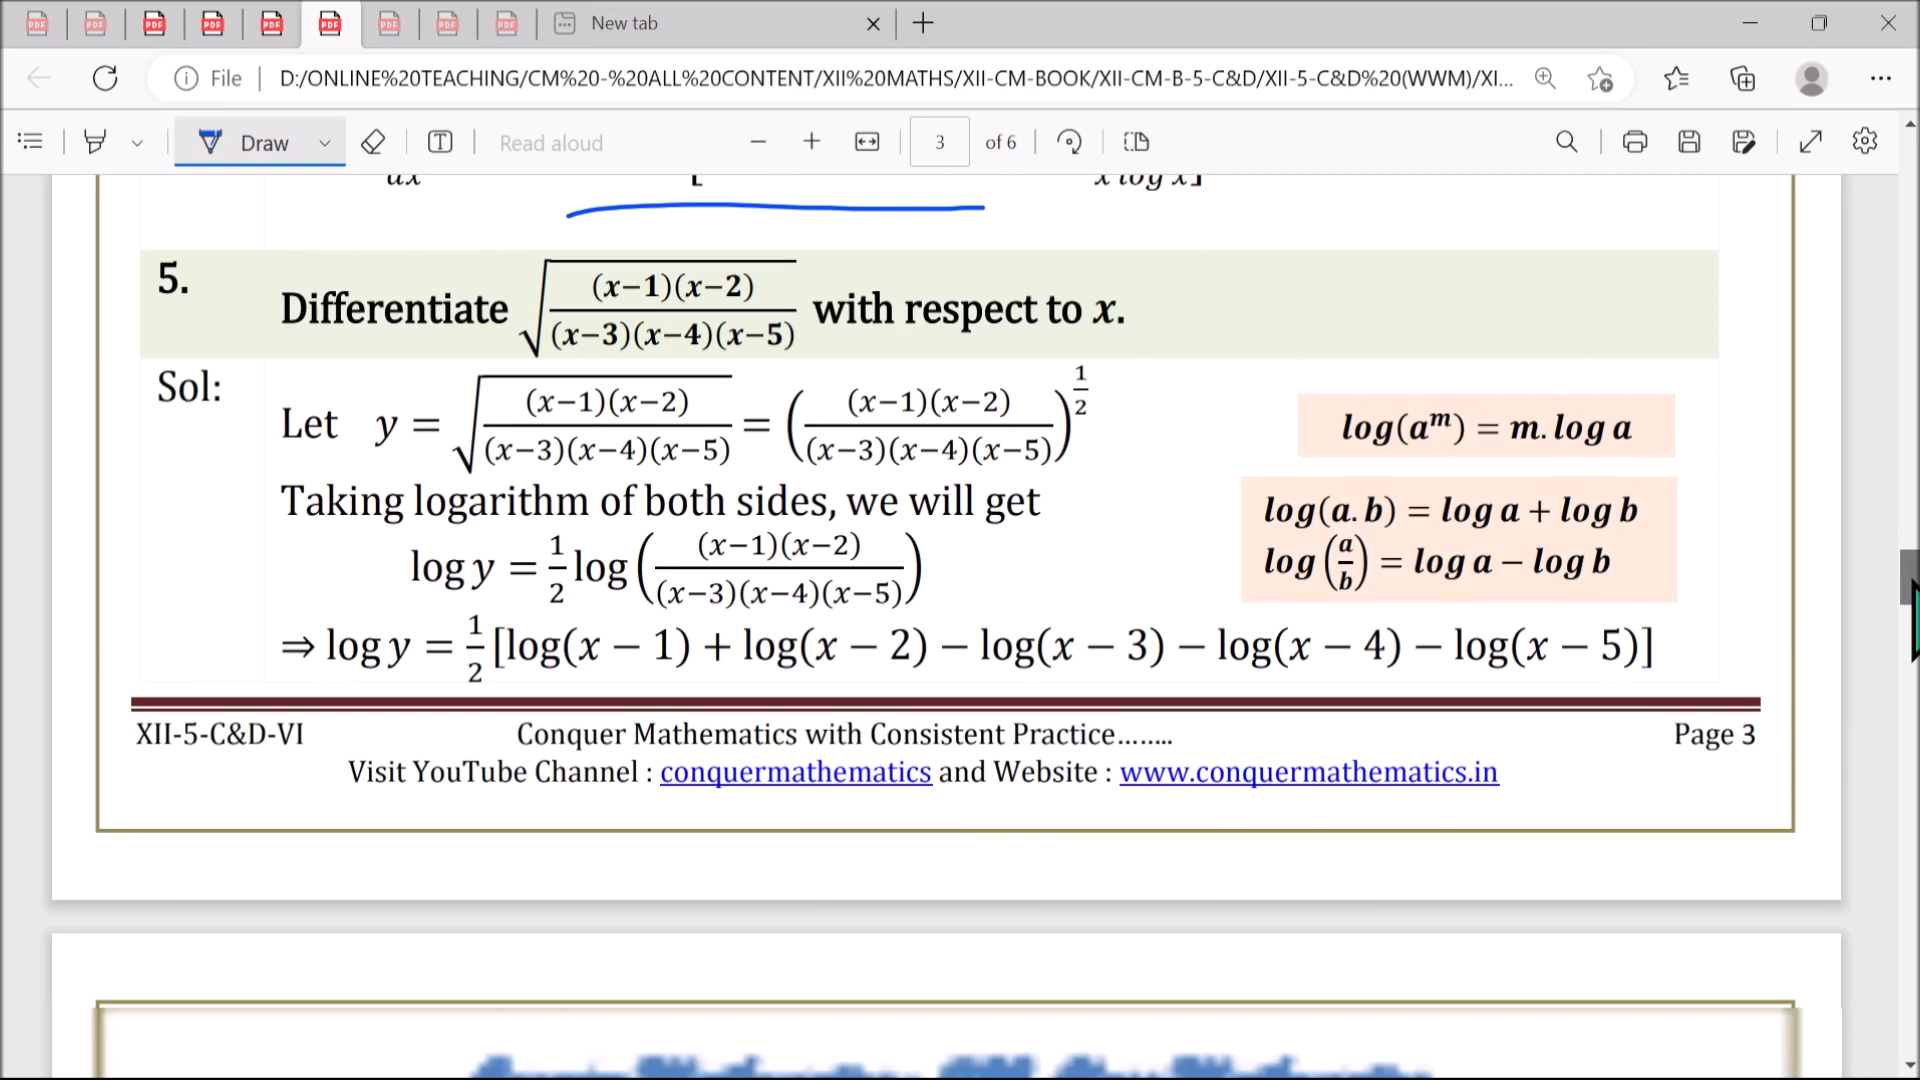 New tab
File D:/ONLINE%20TEACHING/CM%20-%20ALL%20CONTENT/XII%20MATHS/XII-CM-BOOK/XII-CM-B-5-C&D/XII-5-C&D%20(WWM)/XI...
Draw Read aloud 3 of 6
5. Differentiate √((x−1)(x−2)/(x−3)(x−4)(x−5)) with respect to x.
Sol:
Let y = √((x−1)(x−2)/(x−3)(x−4)(x−5)) = ((x−1)(x−2)/(x−3)(x−4)(x−5))^(1/2)
log(a^m) = m. log a
Taking logarithm of both sides, we will get
log(a. b) = log a + log b
log y = 1/2 log((x−1)(x−2)/(x−3)(x−4)(x−5))
log(a/b) = log a − log b
⇒ log y = 1/2 [log(x − 1) + log(x − 2) − log(x − 3) − log(x − 4) − log(x − 5)]
XII-5-C&D-VI Conquer Mathematics with Consistent Practice…….. Page 3
Visit YouTube Channel : conquermathematics and Website : www.conquermathematics.in